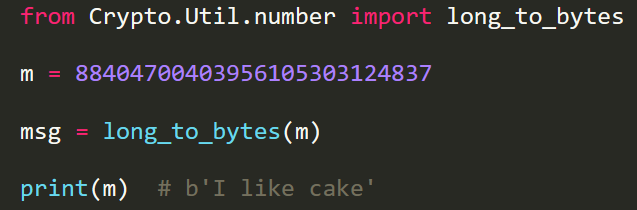 from Crypto.Util.number import long_to_bytes
m = 88404700403956105303124837
msg = long_to_bytes(m)
print(m)  # b'I like cake'